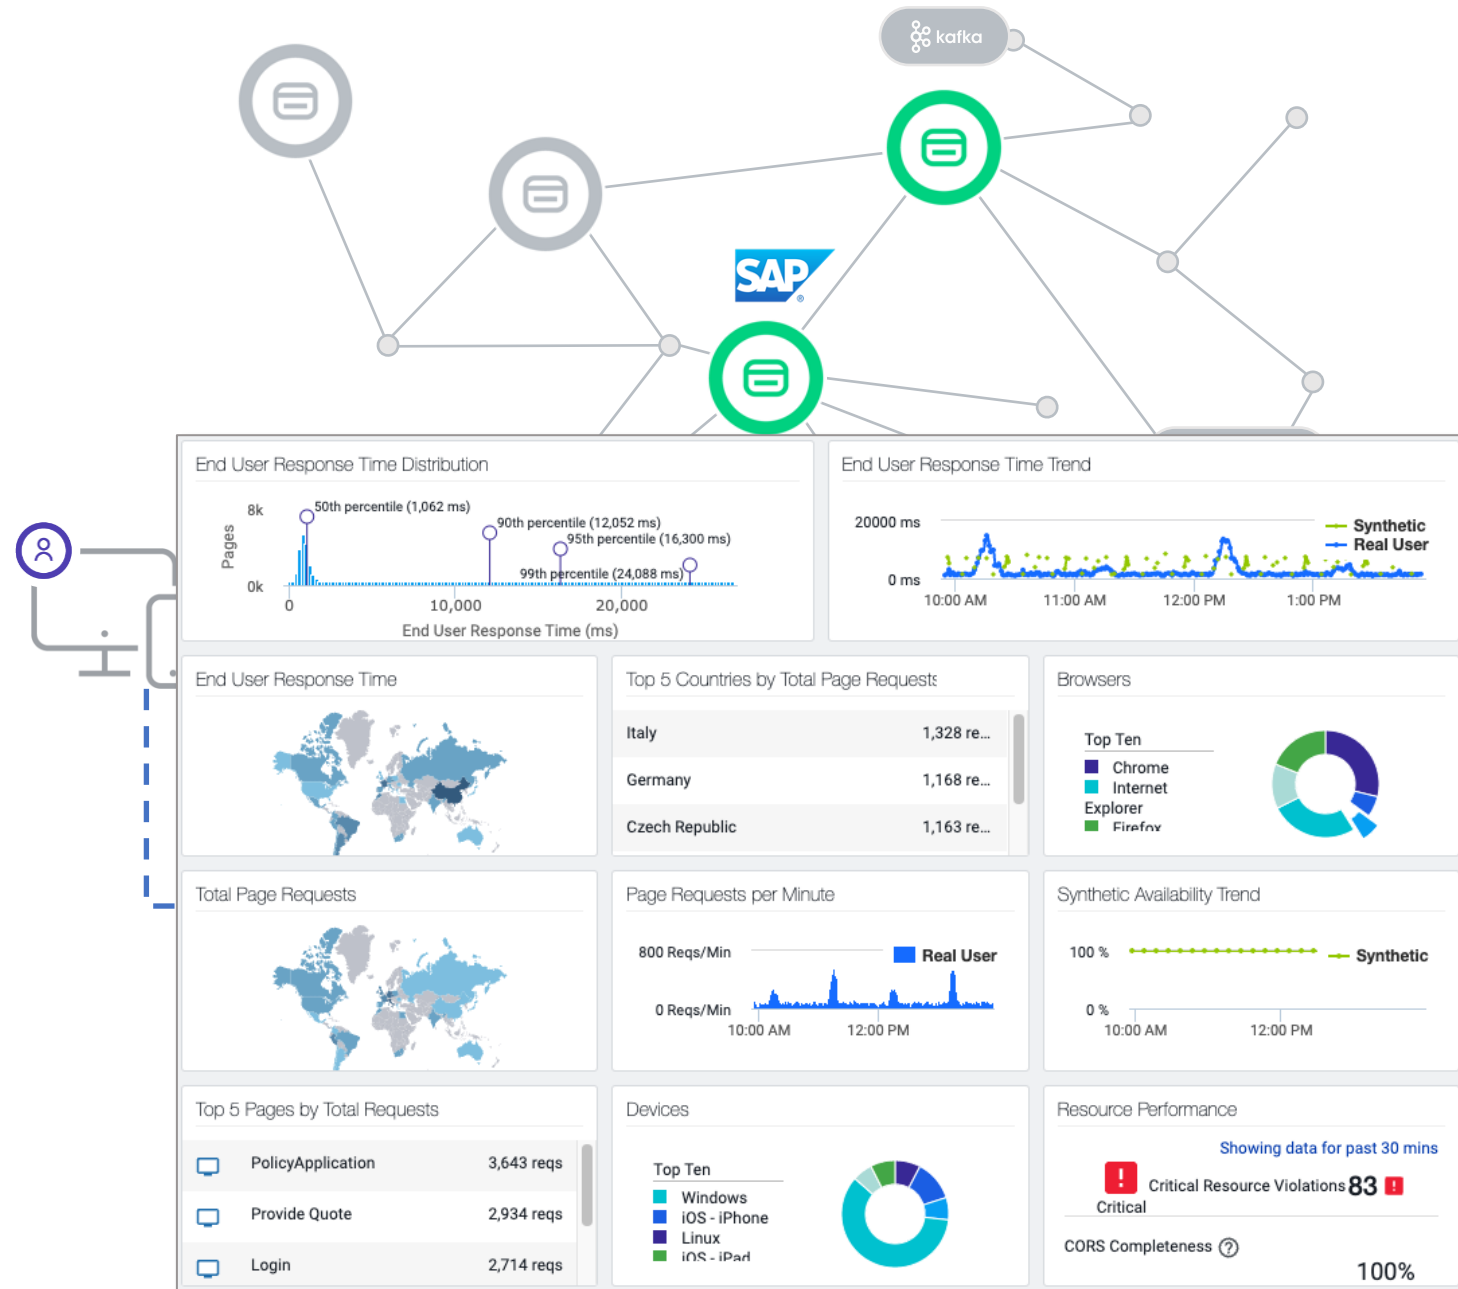 kafka
SAP
®
End User Response Time Distribution
8k
Pages
0k
50th percentile (1,062 ms)
90th percentile (12,052 ms)
95th percentile (16,300 ms)
99th percentile (24,088 ms)
0
10,000
20,000
End User Response Time (ms)
End User Response Time Trend
20000 ms
0 ms
Synthetic
Real User
10:00 AM
11:00 AM
12:00 PM
1:00 PM
End User Response Time
Top 5 Countries by Total Page Requests
Italy 1,328 re...
Germany 1,168 re...
Czech Republic 1,163 re...
Browsers
Top Ten
Chrome
Internet
Explorer
Firefox
Total Page Requests
Page Requests per Minute
800 Reqs/Min
0 Reqs/Min
Real User
10:00 AM
12:00 PM
Synthetic Availability Trend
100 %
0 %
Synthetic
10:00 AM
12:00 PM
Top 5 Pages by Total Requests
PolicyApplication 3,643 reqs
Provide Quote 2,934 reqs
Login 2,714 reqs
Devices
Top Ten
Windows
iOS - iPhone
Linux
iOS - iPad
Resource Performance
Showing data for past 30 mins
!
Critical
Critical Resource Violations 83 !
CORS Completeness ?
100%